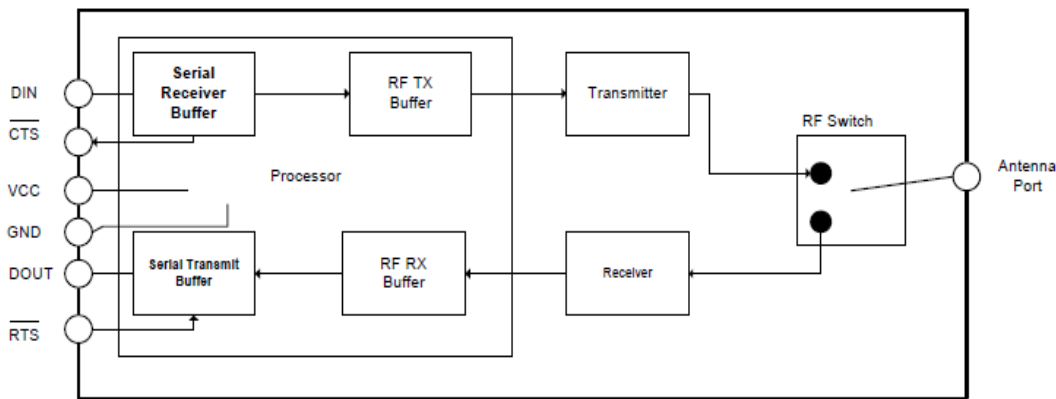 DIN
CTS
VCC
GND
DOUT
RTS
Serial
Receiver
Buffer
RF TX
Buffer
Transmitter
RF Switch
Antenna
Port
Processor
Serial Transmit
Buffer
RF RX
Buffer
Receiver